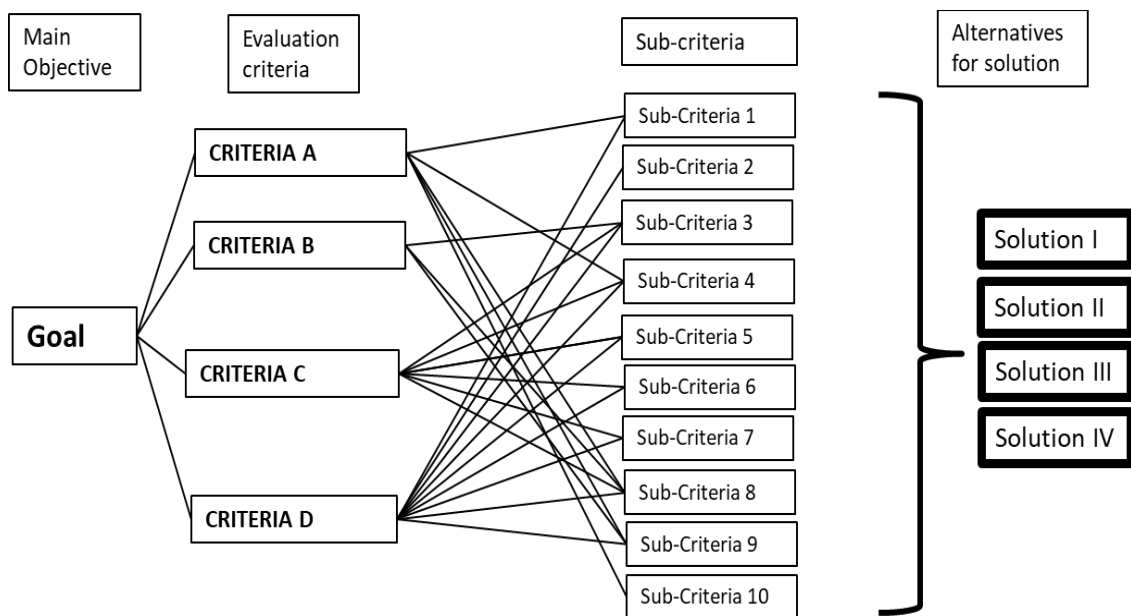 Main
Objective
Evaluation
criteria
Sub-criteria
Alternatives
for solution
Goal
CRITERIA A
CRITERIA B
CRITERIA C
CRITERIA D
Sub-Criteria 1
Sub-Criteria 2
Sub-Criteria 3
Sub-Criteria 4
Sub-Criteria 5
Sub-Criteria 6
Sub-Criteria 7
Sub-Criteria 8
Sub-Criteria 9
Sub-Criteria 10
Solution I
Solution II
Solution III
Solution IV